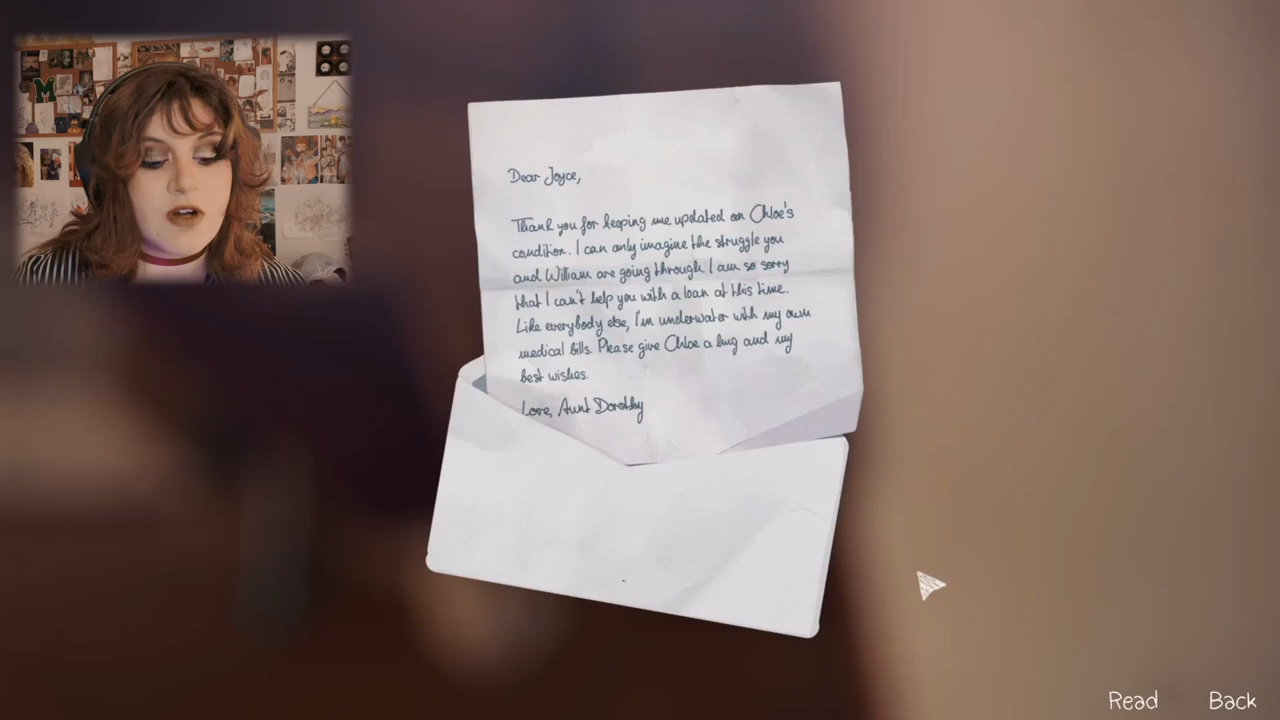 M
Dear Joyce,
Thank you for keeping me updated on Chloe's
condition. I can only imagine the struggle you
and William are going through. I am so sorry
that I can't help you with a loan at this time.
Like everybody else, I'm underwater with my own
medical bills. Please give Chloe a hug and my
best wishes.
Love, Aunt Dorothy
Read
Back